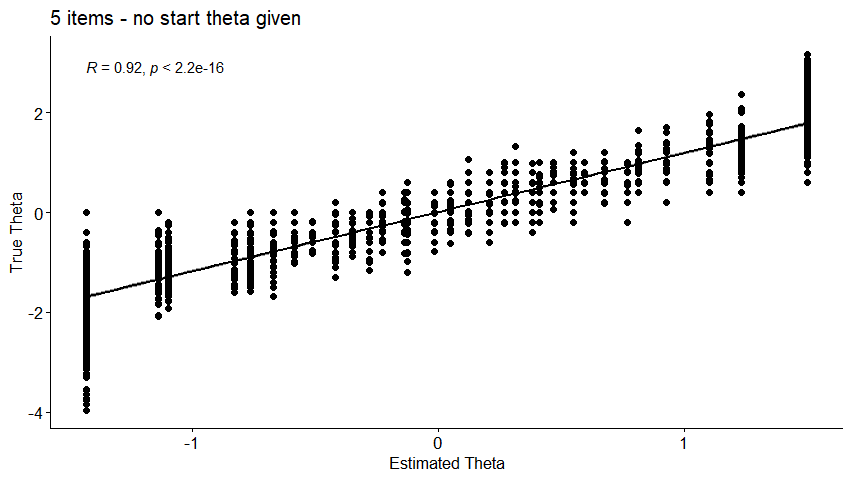 5 items - no start theta given
R = 0.92, p < 2.2e-16
True Theta
2
0
-2
-4
-1
0
1
Estimated Theta